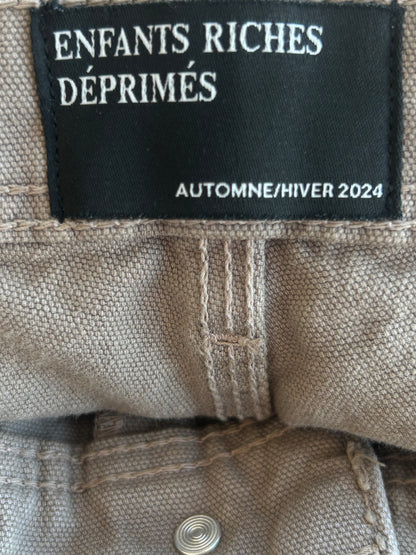 ENFANTS RICHES
DÉPRIMÉS
AUTOMNE/HIVER 2024